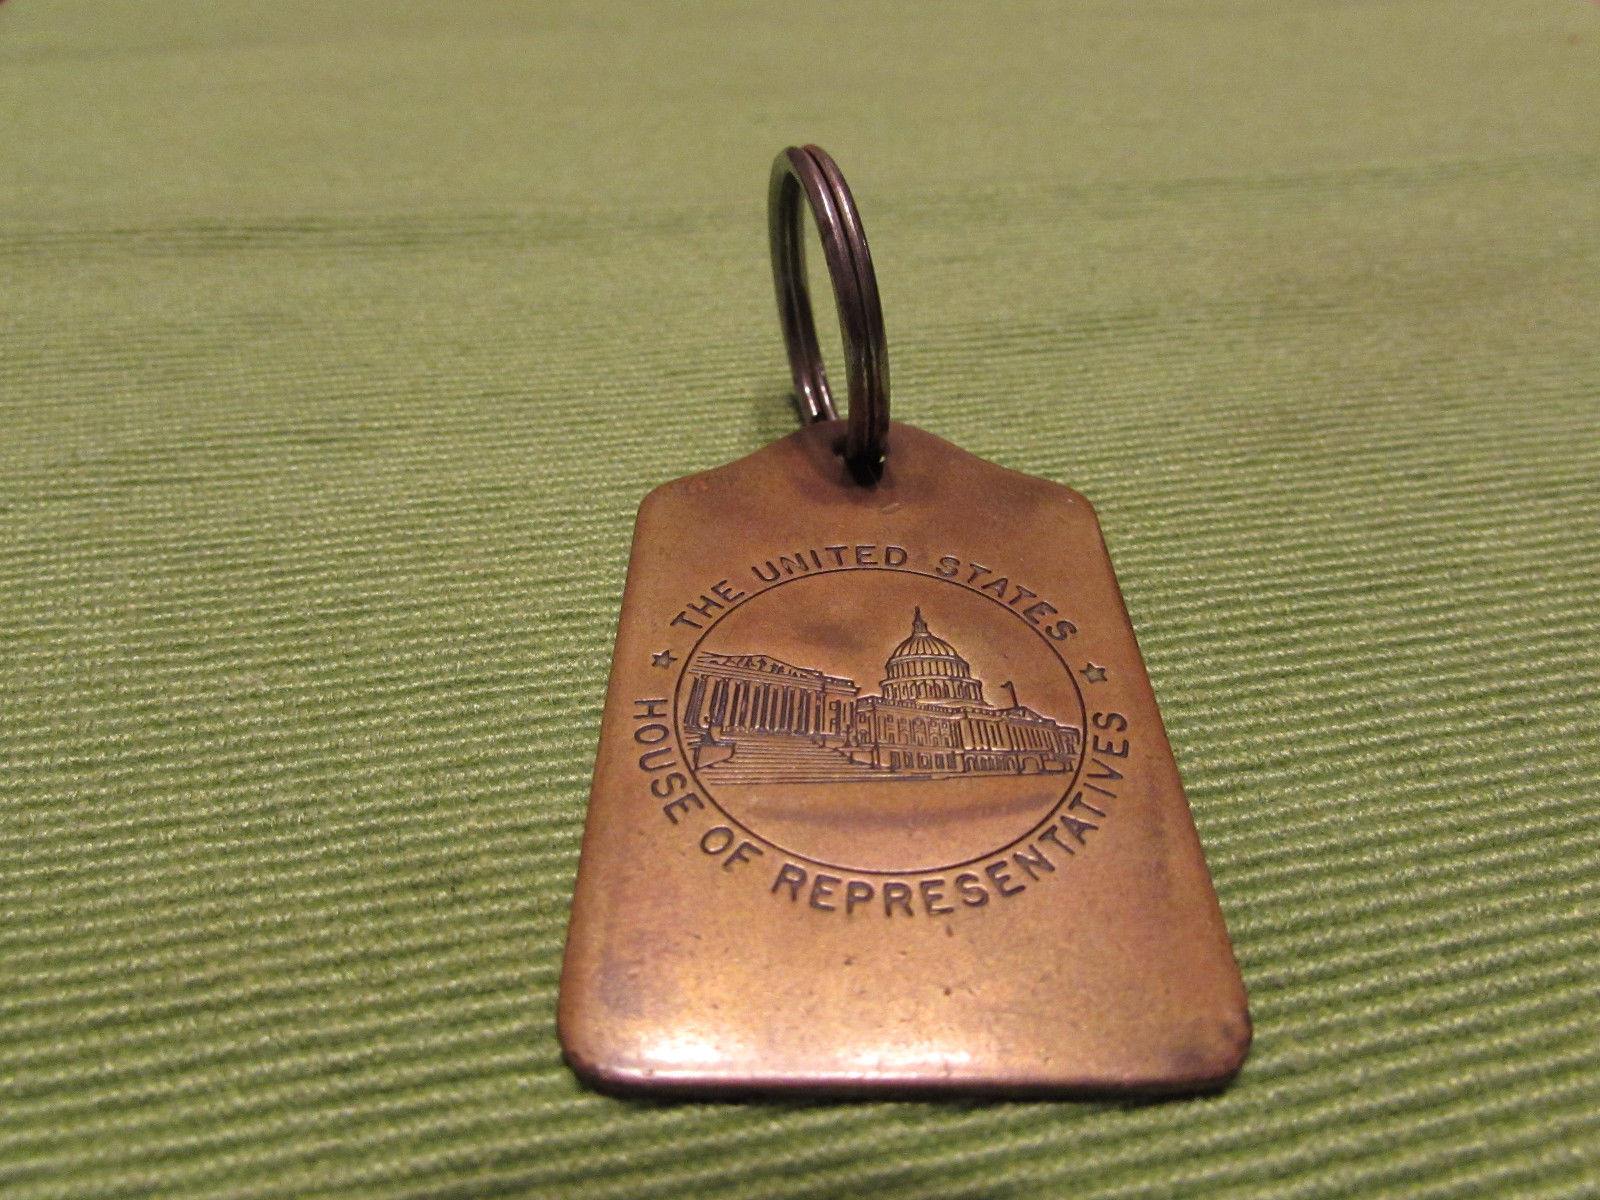 ★ THE UNITED STATES ★
HOUSE OF REPRESENTATIVES